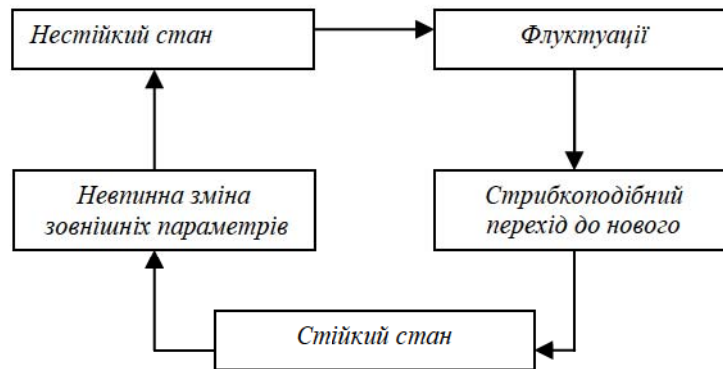 Нестійкий стан
Флуктуації
Невпинна зміна
зовнішніх параметрів
Стрибкоподібний
перехід до нового
Стійкий стан